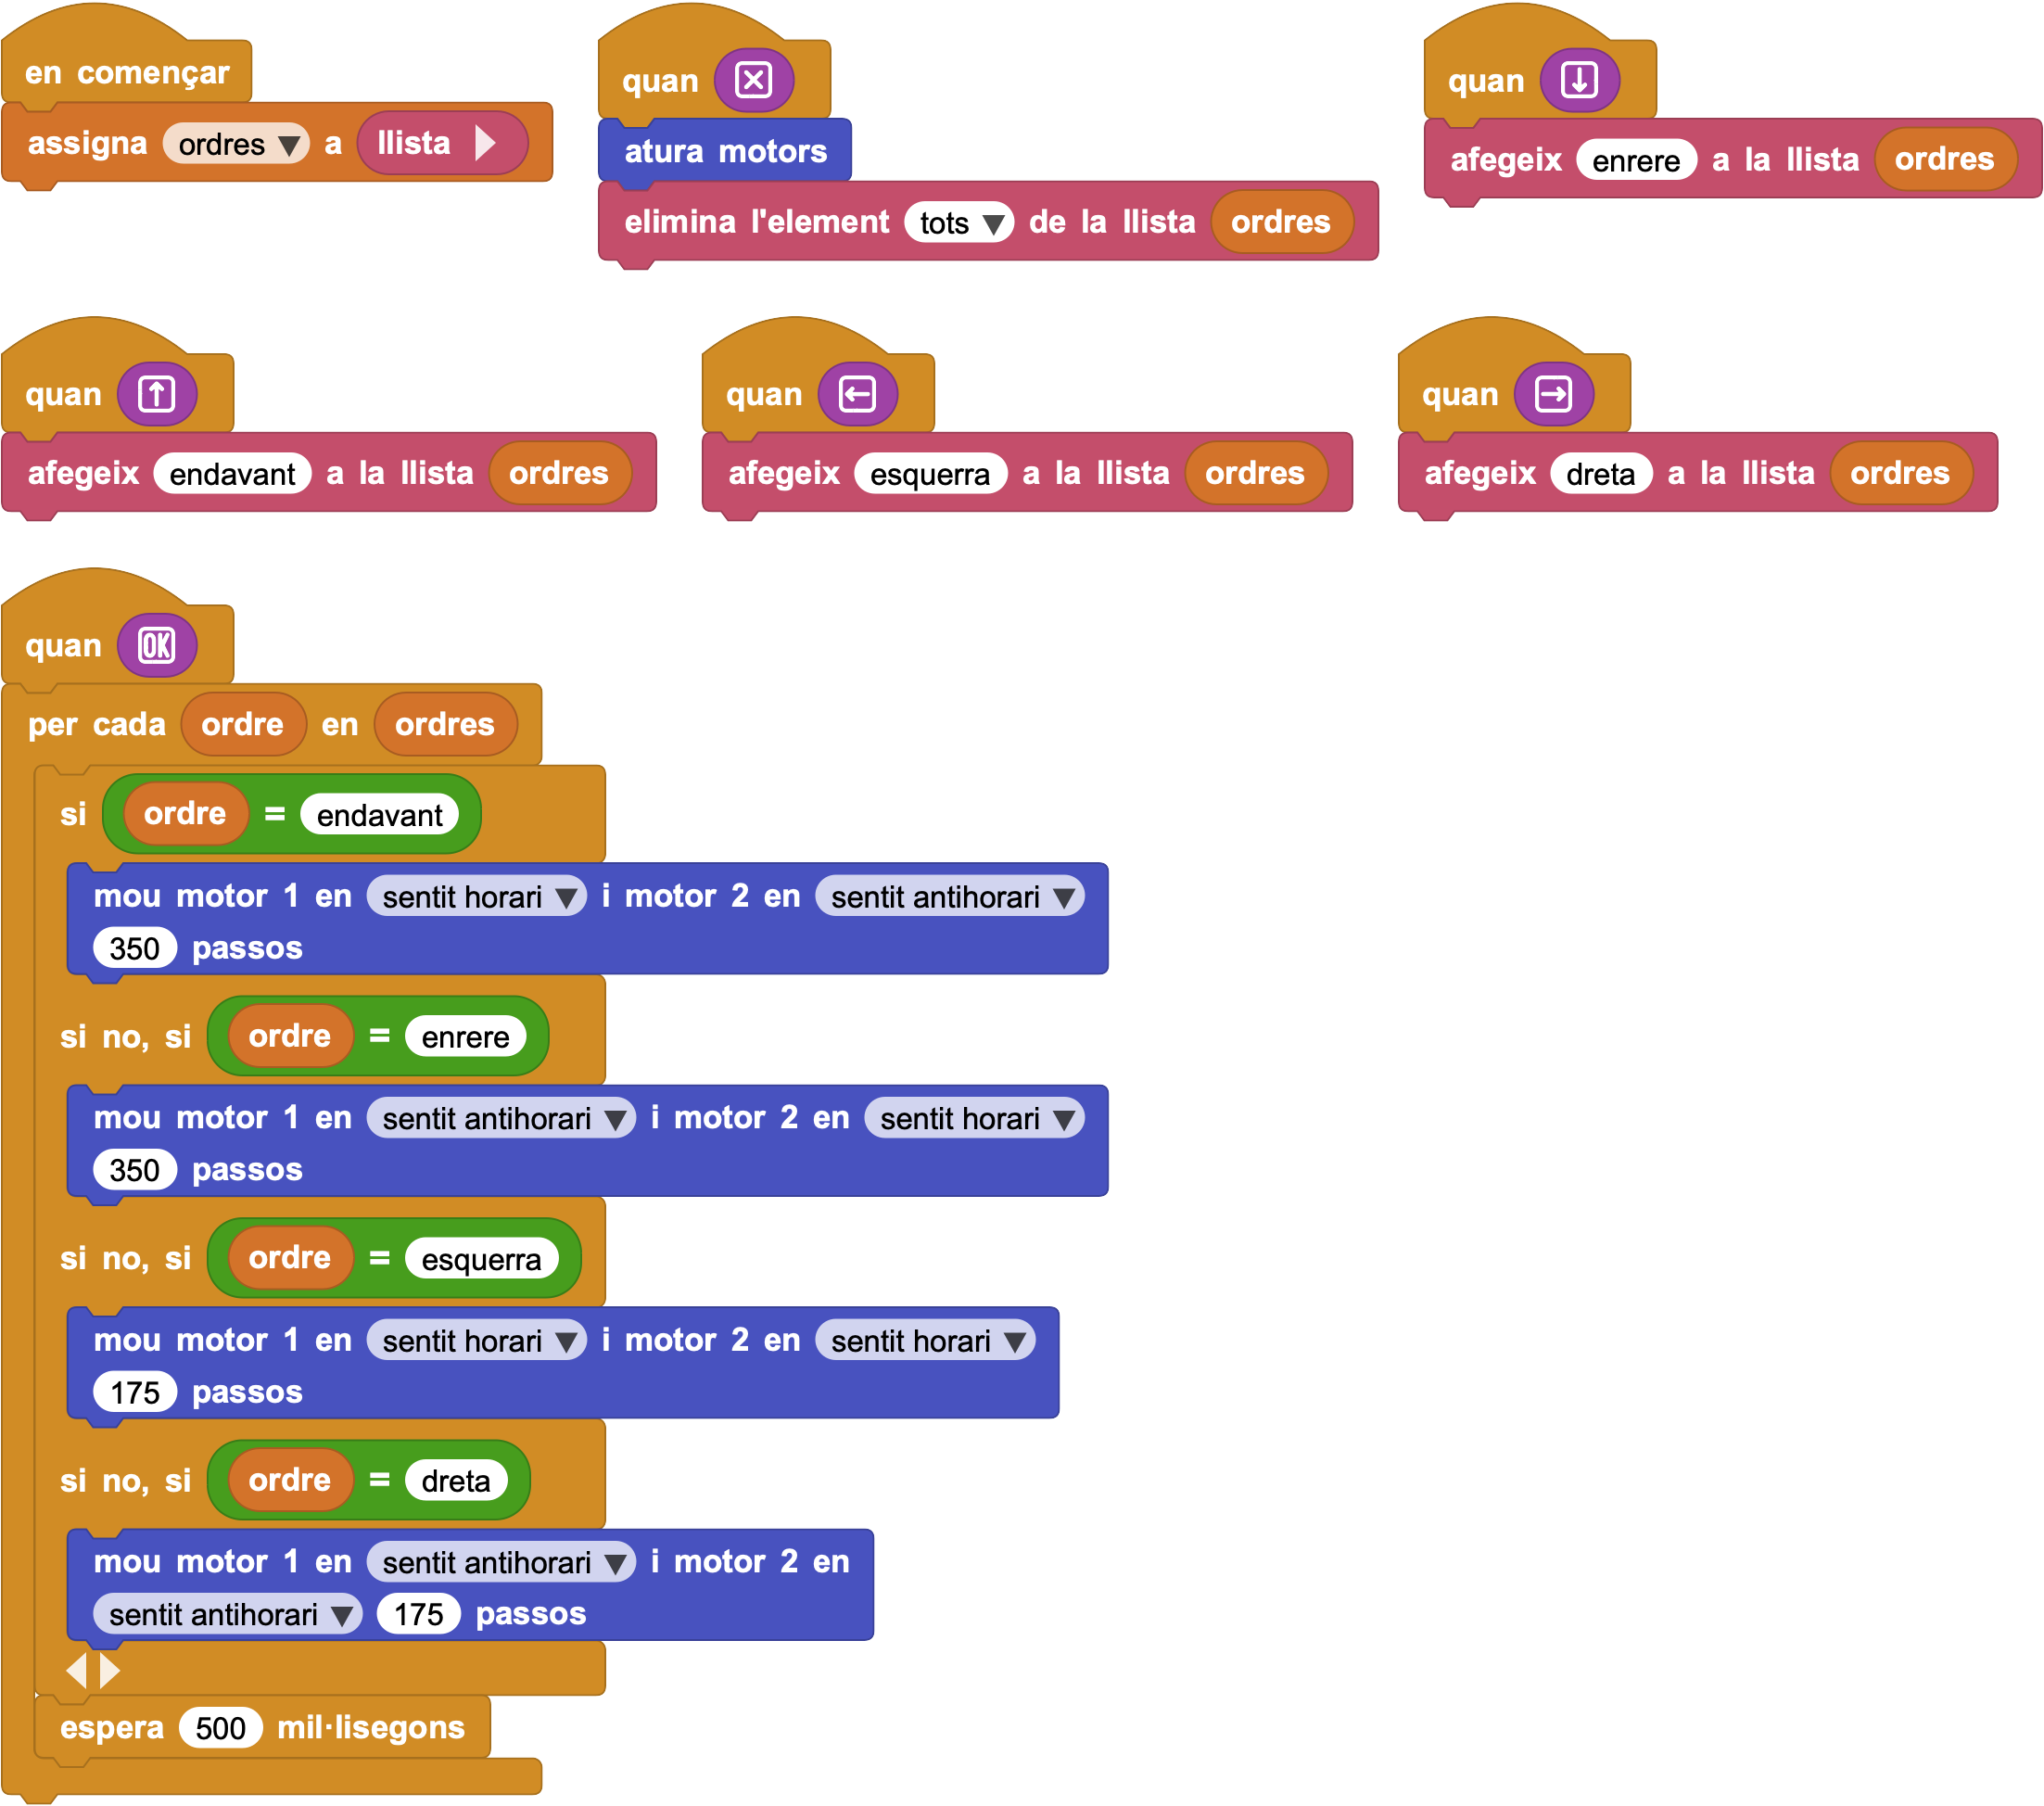 en començar
assigna ordres a llista
quan
atura motors
elimina l'element tots de la llista ordres
quan
afegeix enrere a la llista ordres
quan
afegeix endavant a la llista ordres
quan
afegeix esquerra a la llista ordres
quan
afegeix dreta a la llista ordres
quan OK
per cada ordre en ordres
si ordre = endavant
mou motor 1 en sentit horari i motor 2 en sentit antihorari
350 passos
si no, si ordre = enrere
mou motor 1 en sentit antihorari i motor 2 en sentit horari
350 passos
si no, si ordre = esquerra
mou motor 1 en sentit horari i motor 2 en sentit horari
175 passos
si no, si ordre = dreta
mou motor 1 en sentit antihorari i motor 2 en
sentit antihorari 175 passos
espera 500 mil·lisegons